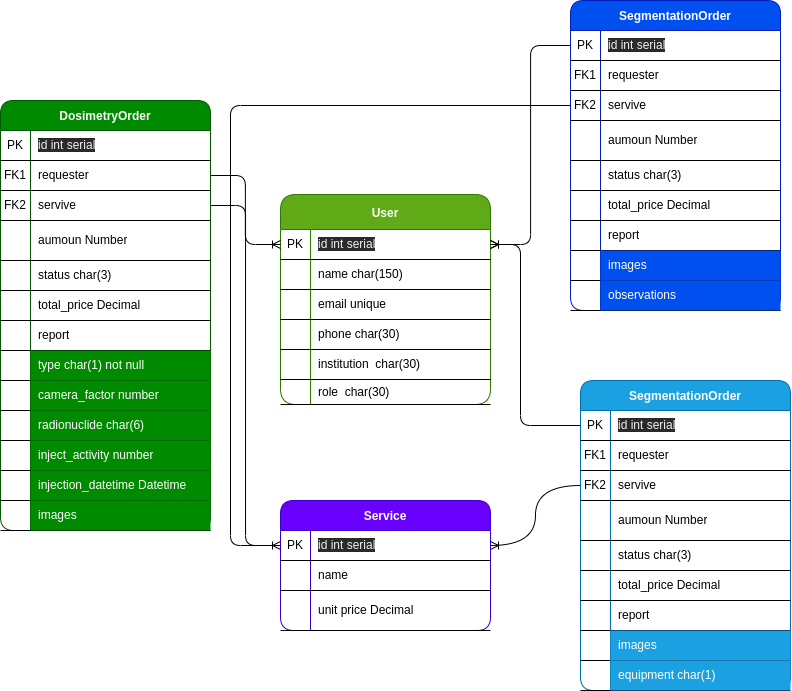 SegmentationOrder
PK id int serial
FK1 requester
FK2 servive
aumoun Number
status char(3)
total_price Decimal
report
images
observations
DosimetryOrder
PK id int serial
FK1 requester
FK2 servive
aumoun Number
status char(3)
total_price Decimal
report
type char(1) not null
camera_factor number
radionuclide char(6)
inject_activity number
injection_datetime Datetime
images
User
PK id int serial
name char(150)
email unique
phone char(30)
institution  char(30)
role  char(30)
SegmentationOrder
PK id int serial
FK1 requester
FK2 servive
aumoun Number
status char(3)
total_price Decimal
report
images
equipment char(1)
Service
PK id int serial
name
unit price Decimal